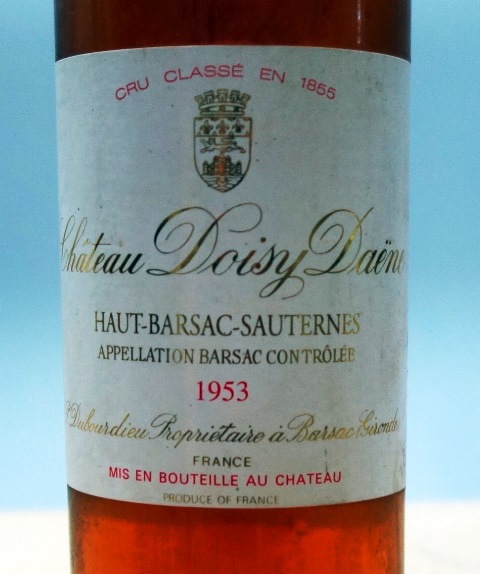 CRU CLASSÉ EN 1855
Château Doisy Daëne
HAUT-BARSAC-SAUTERNES
APPELLATION BARSAC CONTRÔLÉE
1953
P. Dubourdieu Propriétaire à Barsac (Gironde)
FRANCE
MIS EN BOUTEILLE AU CHATEAU
PRODUCE OF FRANCE